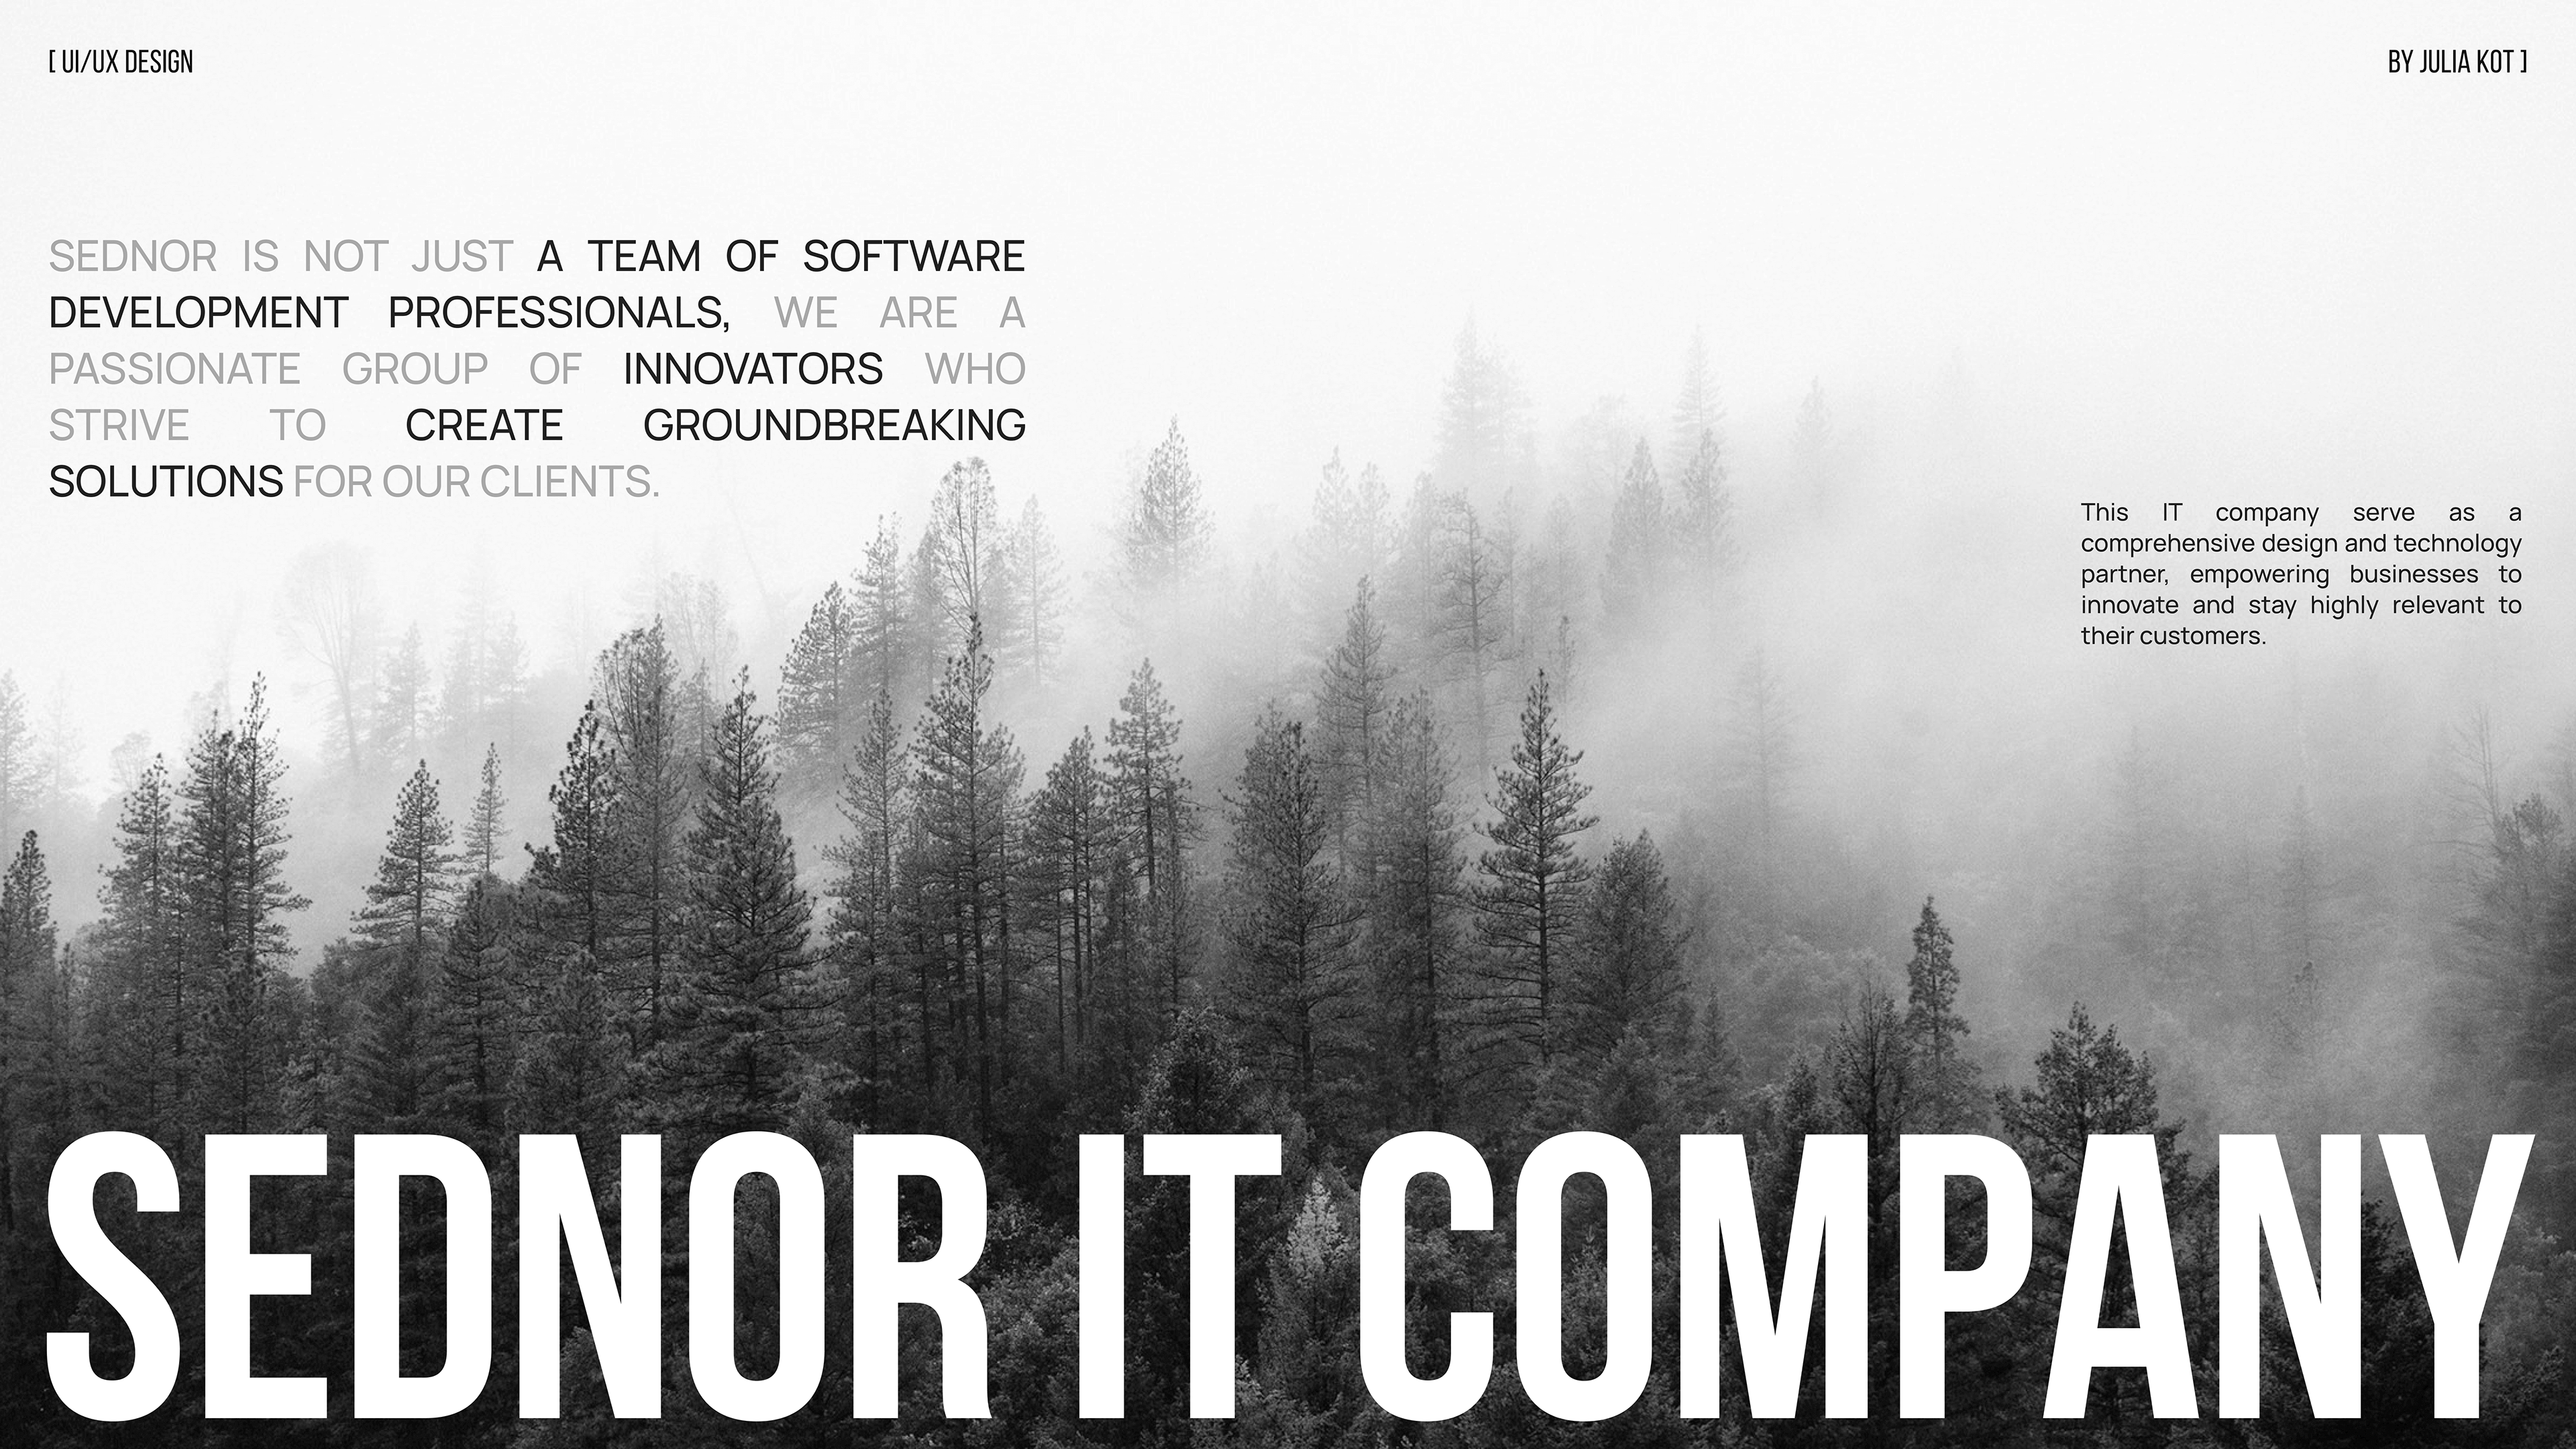 [ UI/UX DESIGN
BY JULIA KOT ]
SEDNOR IS NOT JUST A TEAM OF SOFTWARE
DEVELOPMENT PROFESSIONALS, WE ARE A
PASSIONATE GROUP OF INNOVATORS WHO
STRIVE TO CREATE GROUNDBREAKING
SOLUTIONS FOR OUR CLIENTS.
This IT company serve as a
comprehensive design and technology
partner, empowering businesses to
innovate and stay highly relevant to
their customers.
SEDNOR IT COMPANY